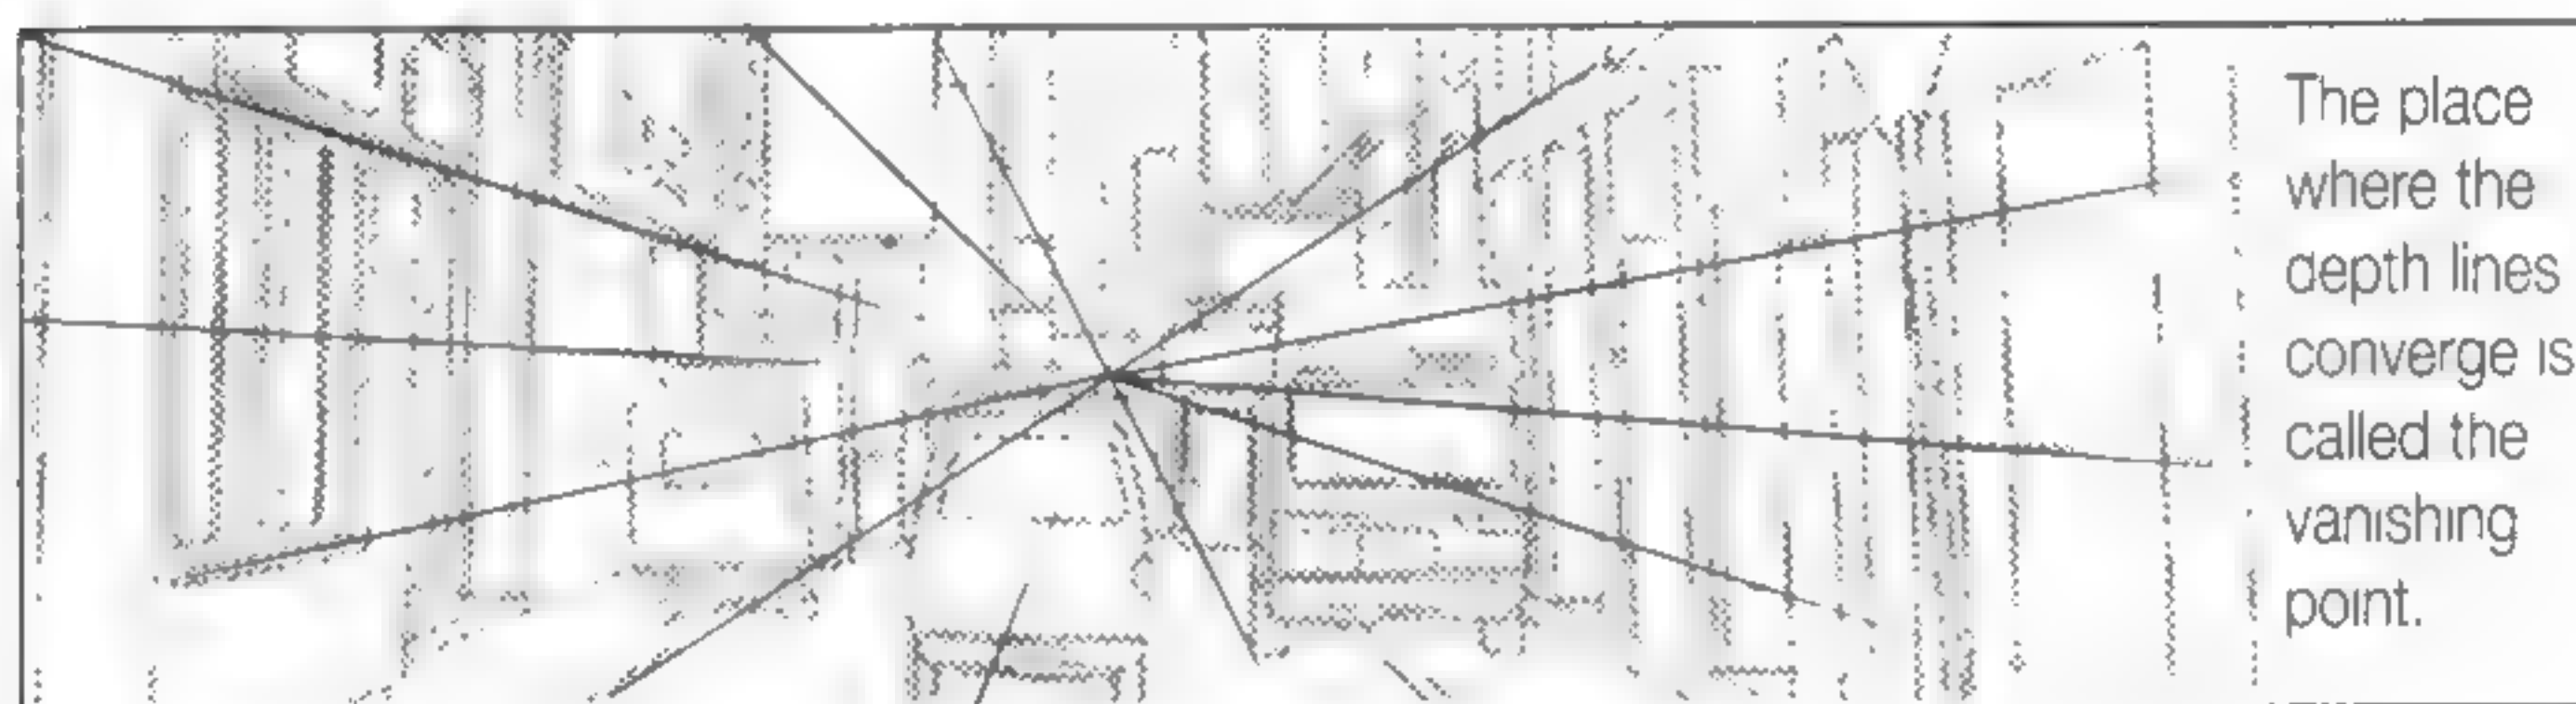 The place
where the
depth lines
converge is
called the
vanishing
point.